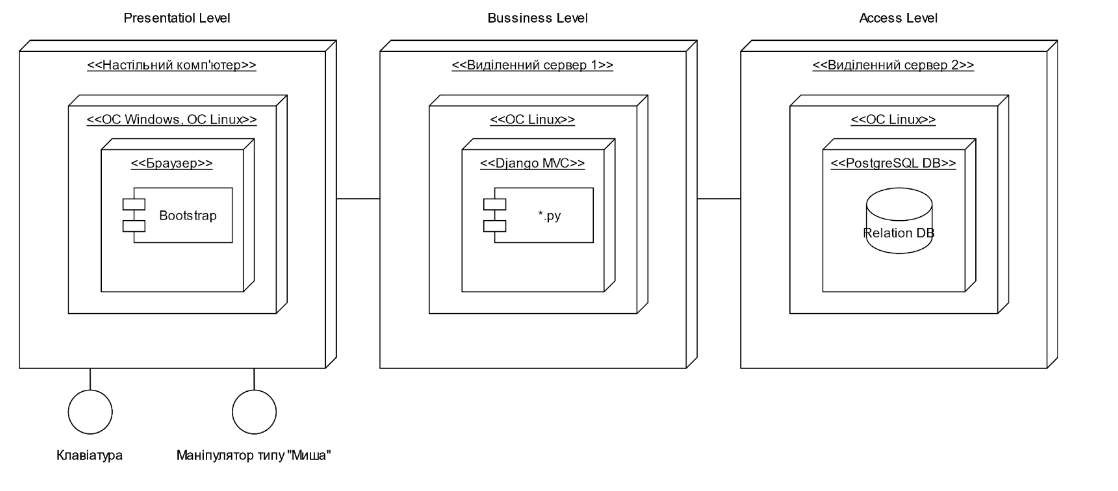 Presentatiol Level
Bussiness Level
Access Level
<<Настільний комп'ютер>>
<<Виділенний сервер 1>>
<<Виділенний сервер 2>>
<<ОС Windows, ОС Linux>>
<<ОС Linux>>
<<ОС Linux>>
<<Браузер>>
<<Django MVC>>
<<PostgreSQL DB>>
Bootstrap
*.py
Relation DB
Клавіатура
Маніпулятор типу "Миша"